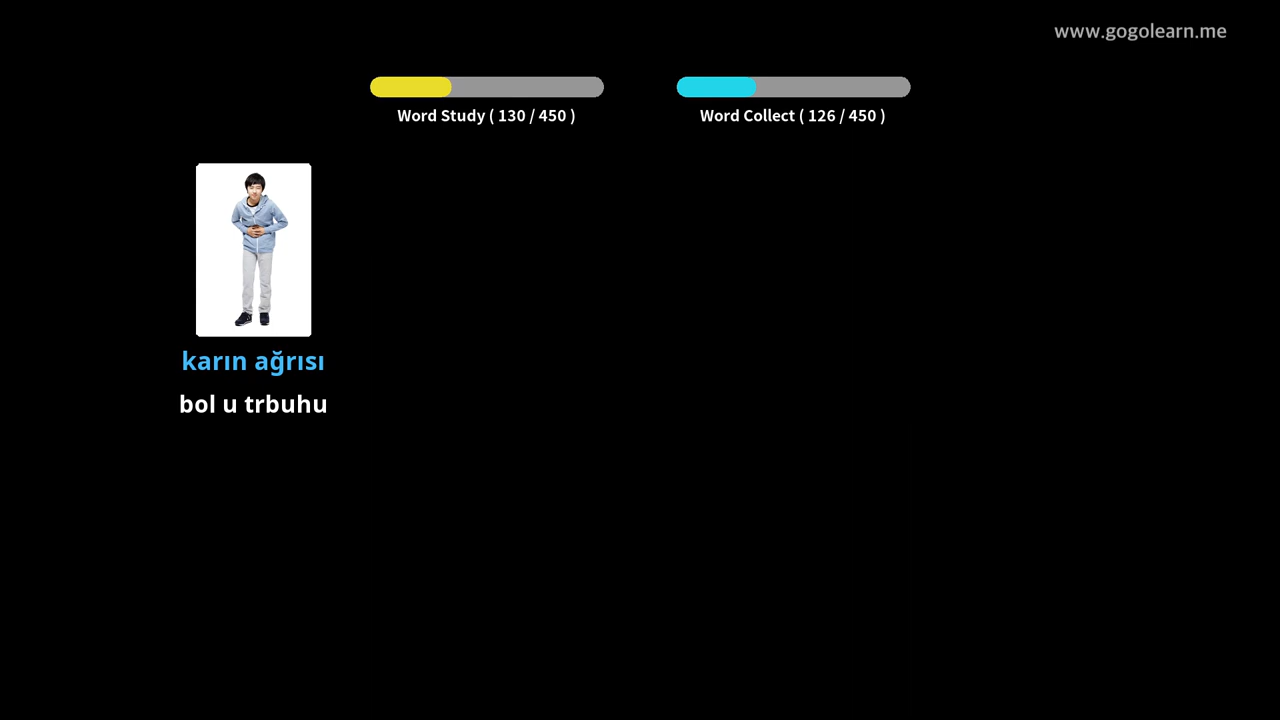 www.gogolearn.me
Word Study ( 130 / 450 )
Word Collect ( 126 / 450 )
karın ağrısı
bol u trbuhu